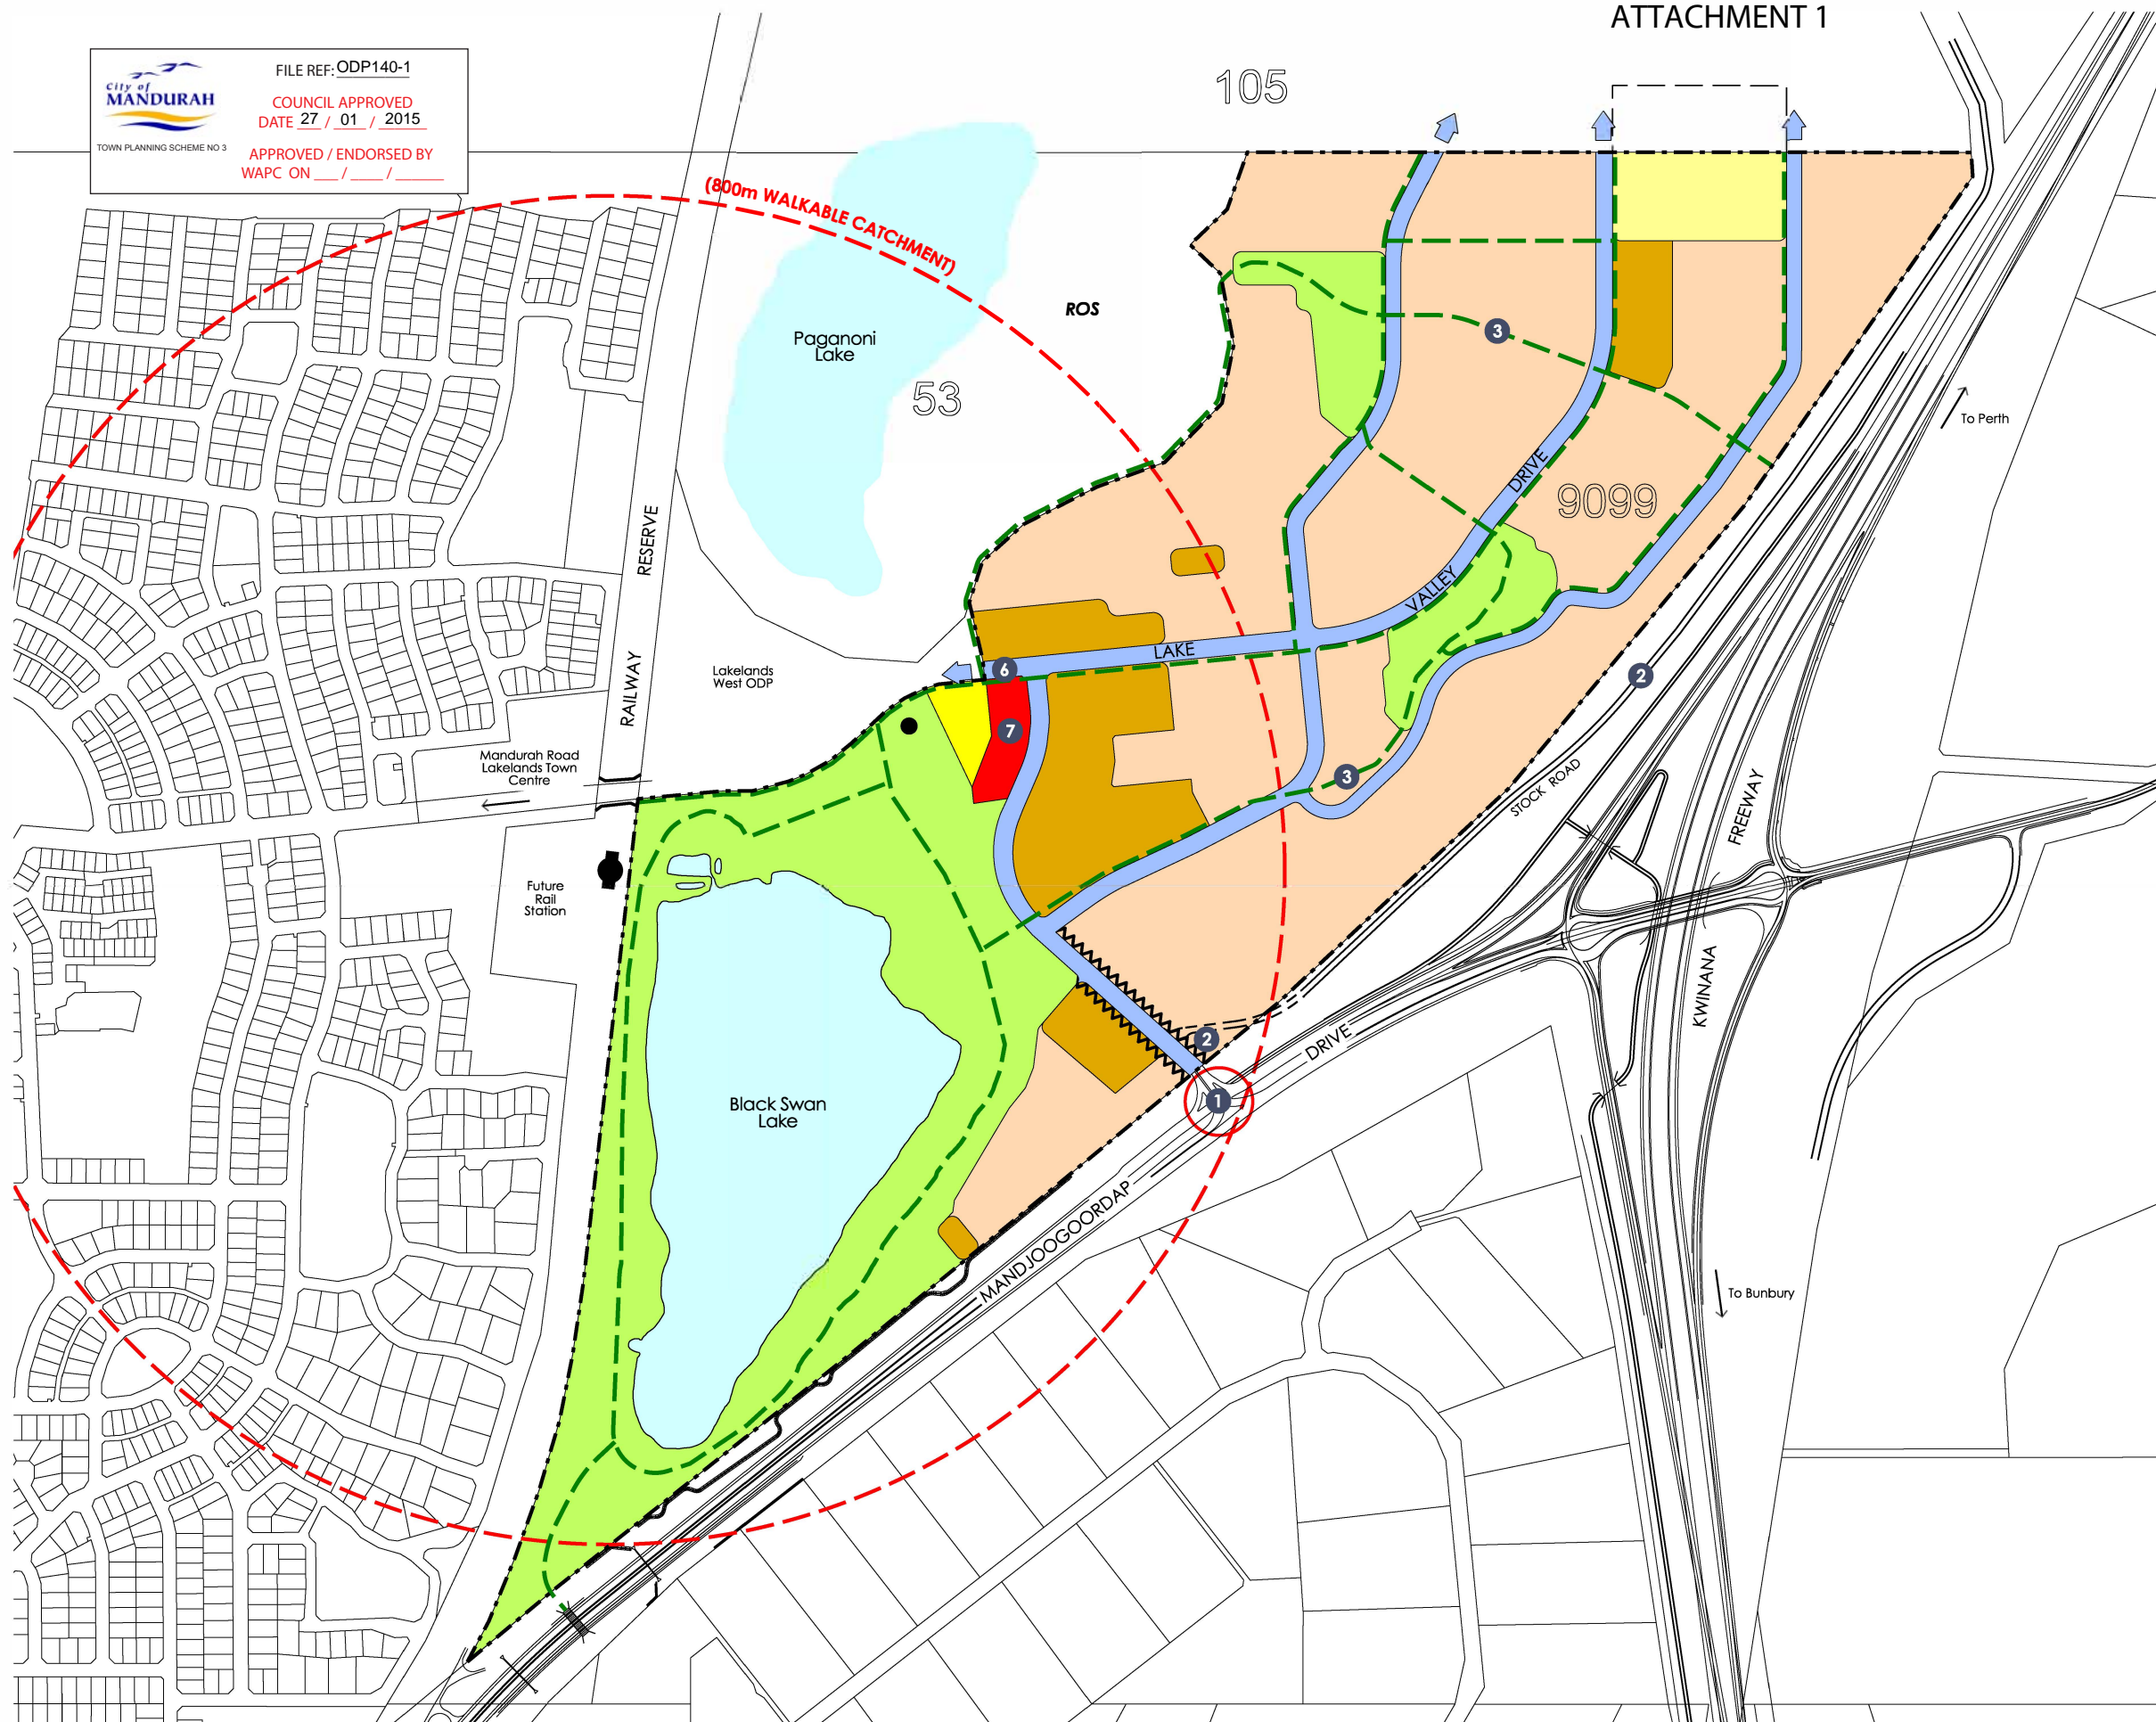 ATTACHMENT 1
City of
MANDURAH
TOWN PLANNING SCHEME NO 3
FILE REF: ODP140-1
COUNCIL APPROVED
DATE 27 / 01 / 2015
APPROVED / ENDORSED BY
WAPC ON ___ / ____ / ______
105
(800m WALKABLE CATCHMENT)
ROS
Paganoni
Lake
53
3
To Perth
DRIVE
9099
RESERVE
VALLEY
LAKE
6
Lakelands
West ODP
2
RAILWAY
7
Mandurah Road
Lakelands Town
Centre
3
STOCK ROAD
FREEWAY
Future
Rail
Station
KWINANA
2
DRIVE
1
Black Swan
Lake
MANDJOOGOORDAP
To Bunbury